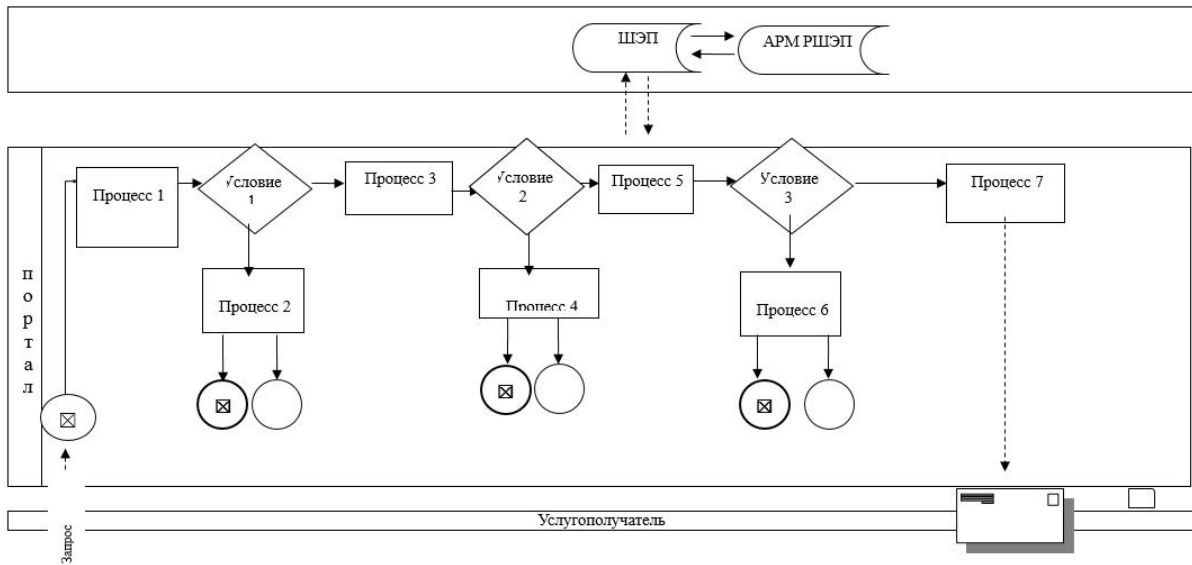 ШЭП
АРМ РШЭП
Процесс 1
Условие
1
Процесс 3
Условие
2
Процесс 5
Условие
3
Процесс 7
Процесс 2
Процесс 4
Процесс 6
портал
Запрос
Услугополучатель